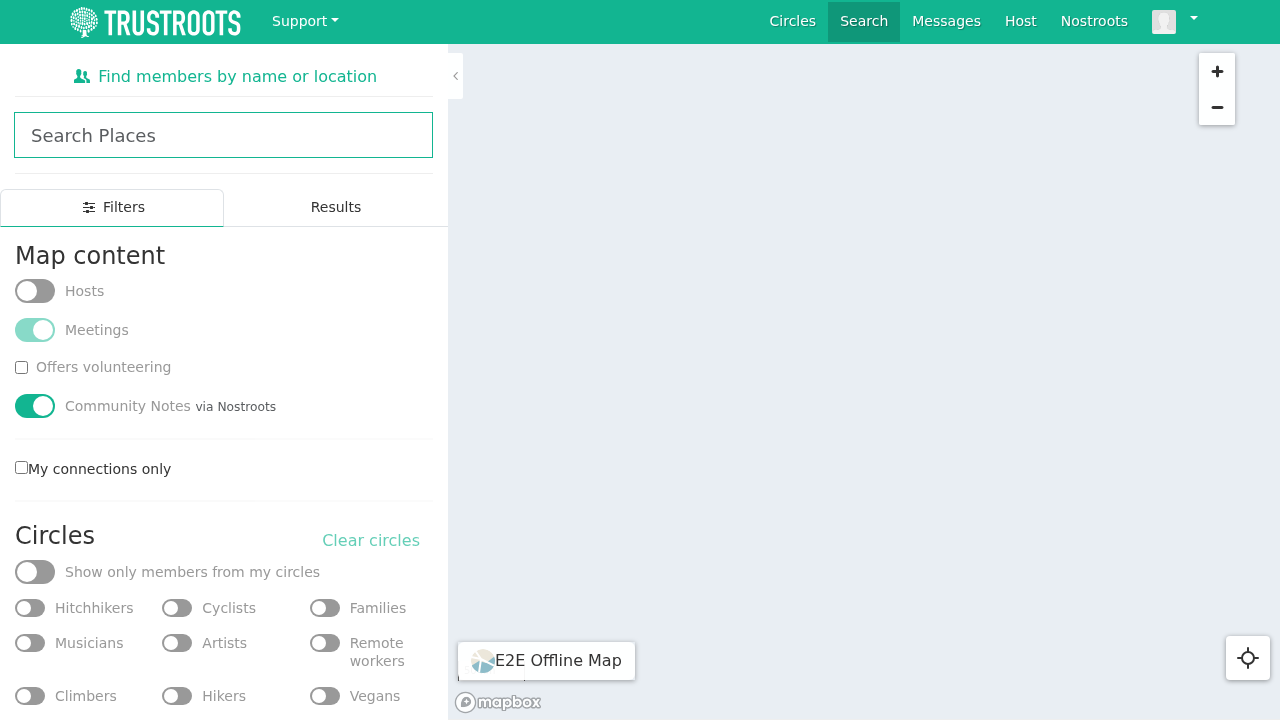 TRUSTROOTS Support Circles Search Messages Host Nostroots
Find members by name or location
Search Places
Filters Results
Map content
Hosts
Meetings
Offers volunteering
Community Notes via Nostroots
My connections only
Circles Clear circles
Show only members from my circles
Hitchhikers Cyclists Families
Musicians Artists Remote
workers
Climbers Hikers Vegans
E2E Offline Map
mapbox